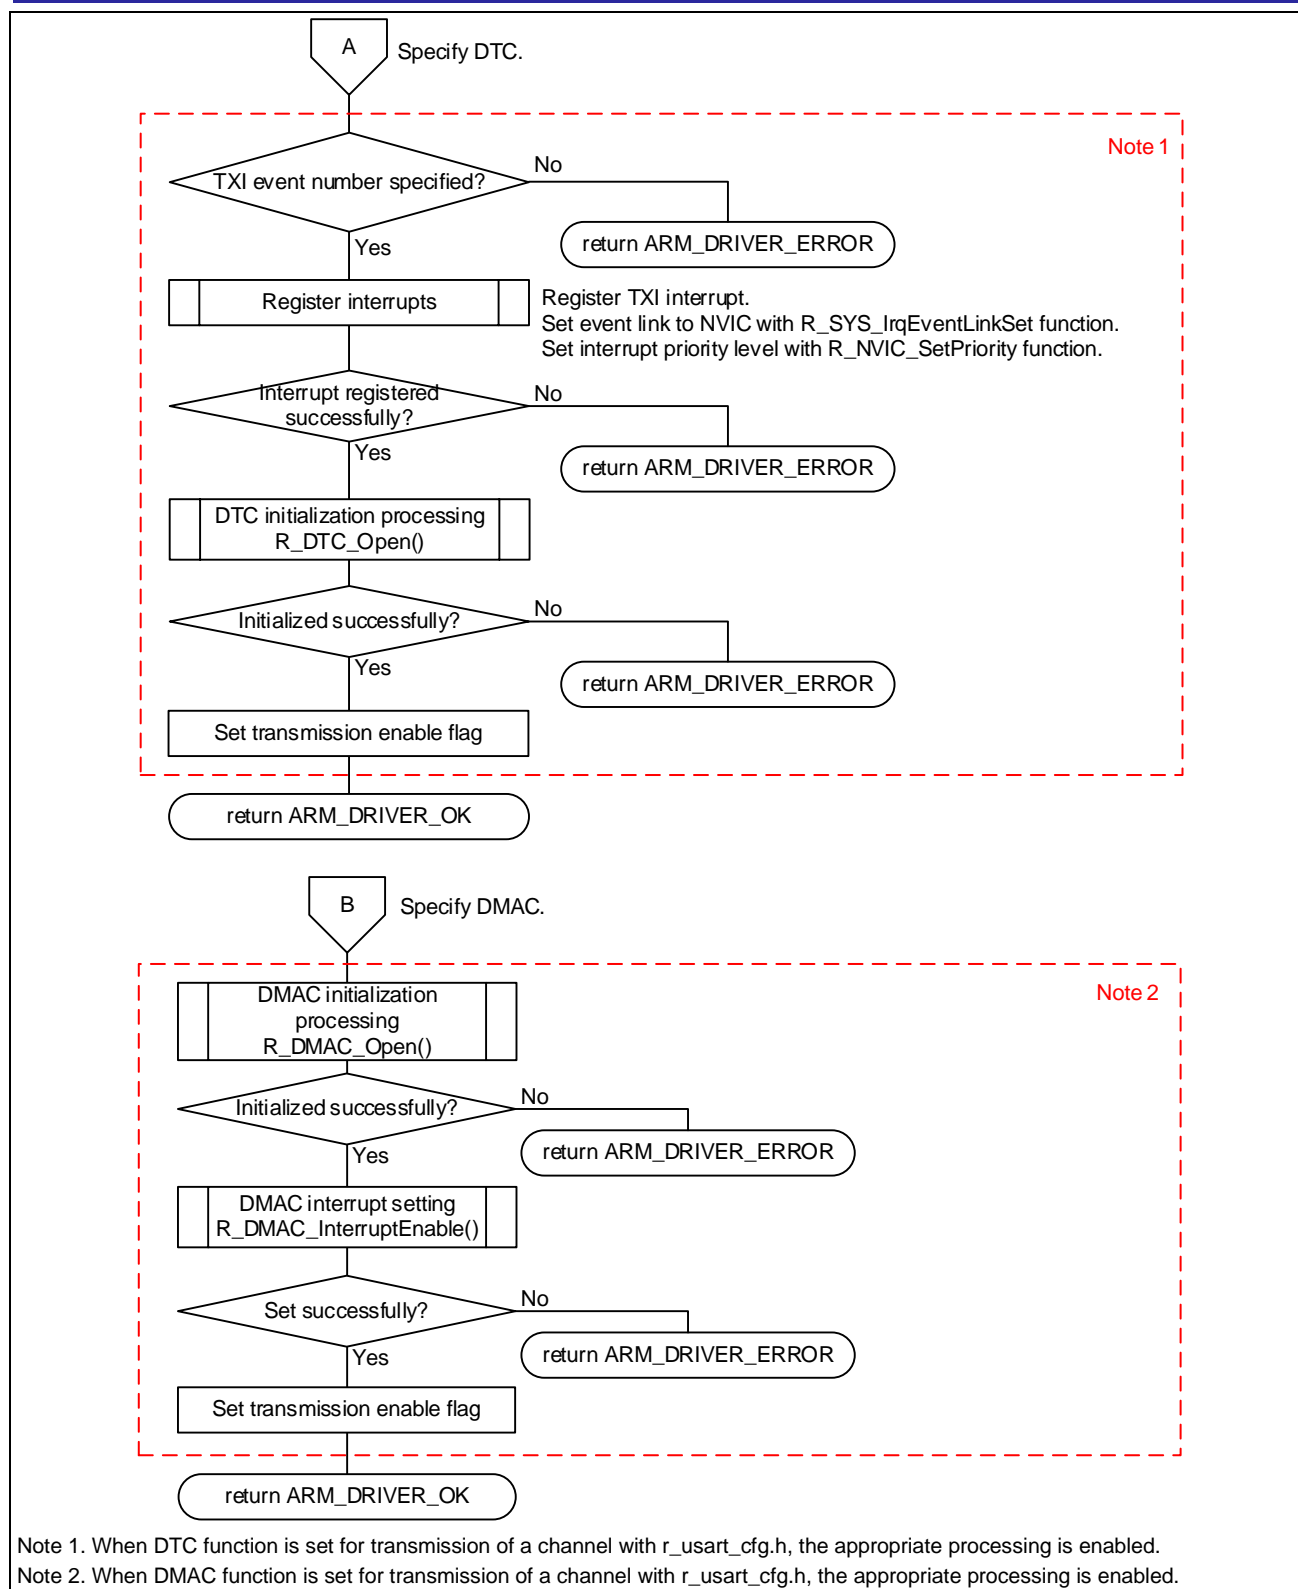 A
Specify DTC.
Note 1
TXI event number specified?
No
return ARM_DRIVER_ERROR
Yes
Register interrupts
Register TXI interrupt.
Set event link to NVIC with R_SYS_IrqEventLinkSet function.
Set interrupt priority level with R_NVIC_SetPriority function.
Interrupt registered
successfully?
No
return ARM_DRIVER_ERROR
Yes
DTC initialization processing
R_DTC_Open()
Initialized successfully?
No
return ARM_DRIVER_ERROR
Yes
Set transmission enable flag
return ARM_DRIVER_OK
B
Specify DMAC.
Note 2
DMAC initialization
processing
R_DMAC_Open()
Initialized successfully?
No
return ARM_DRIVER_ERROR
Yes
DMAC interrupt setting
R_DMAC_InterruptEnable()
Set successfully?
No
return ARM_DRIVER_ERROR
Yes
Set transmission enable flag
return ARM_DRIVER_OK
Note 1. When DTC function is set for transmission of a channel with r_usart_cfg.h, the appropriate processing is enabled.
Note 2. When DMAC function is set for transmission of a channel with r_usart_cfg.h, the appropriate processing is enabled.